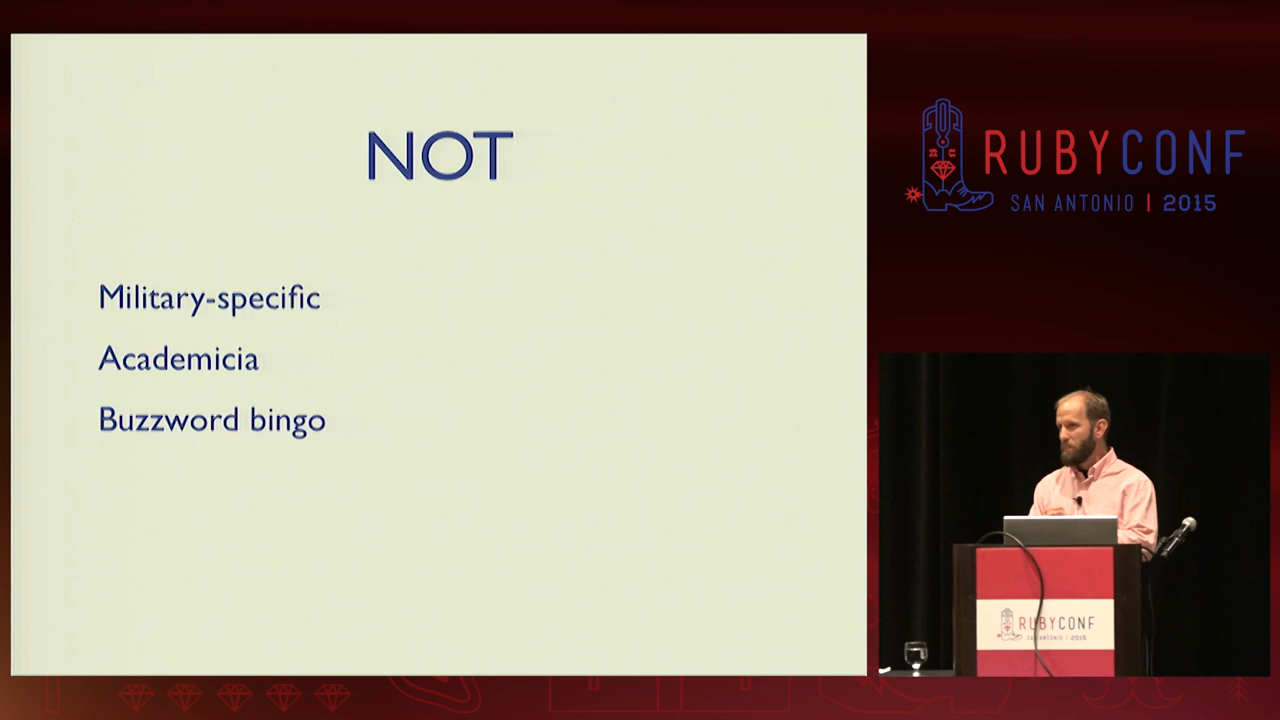 NOT
Military-specific
Academicia
Buzzword bingo
RUBYCONF
SAN ANTONIO | 2015
RUBYCONF
SAN ANTONIO | 2015